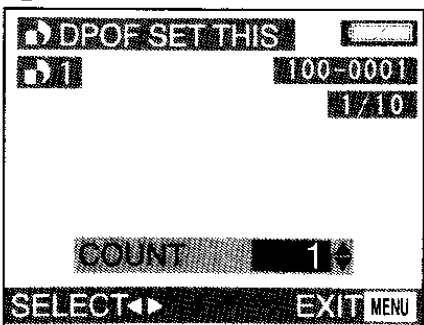 DPOF SET THIS
1 100-0001
1/10
COUNT 1
SELECT EXIT MENU